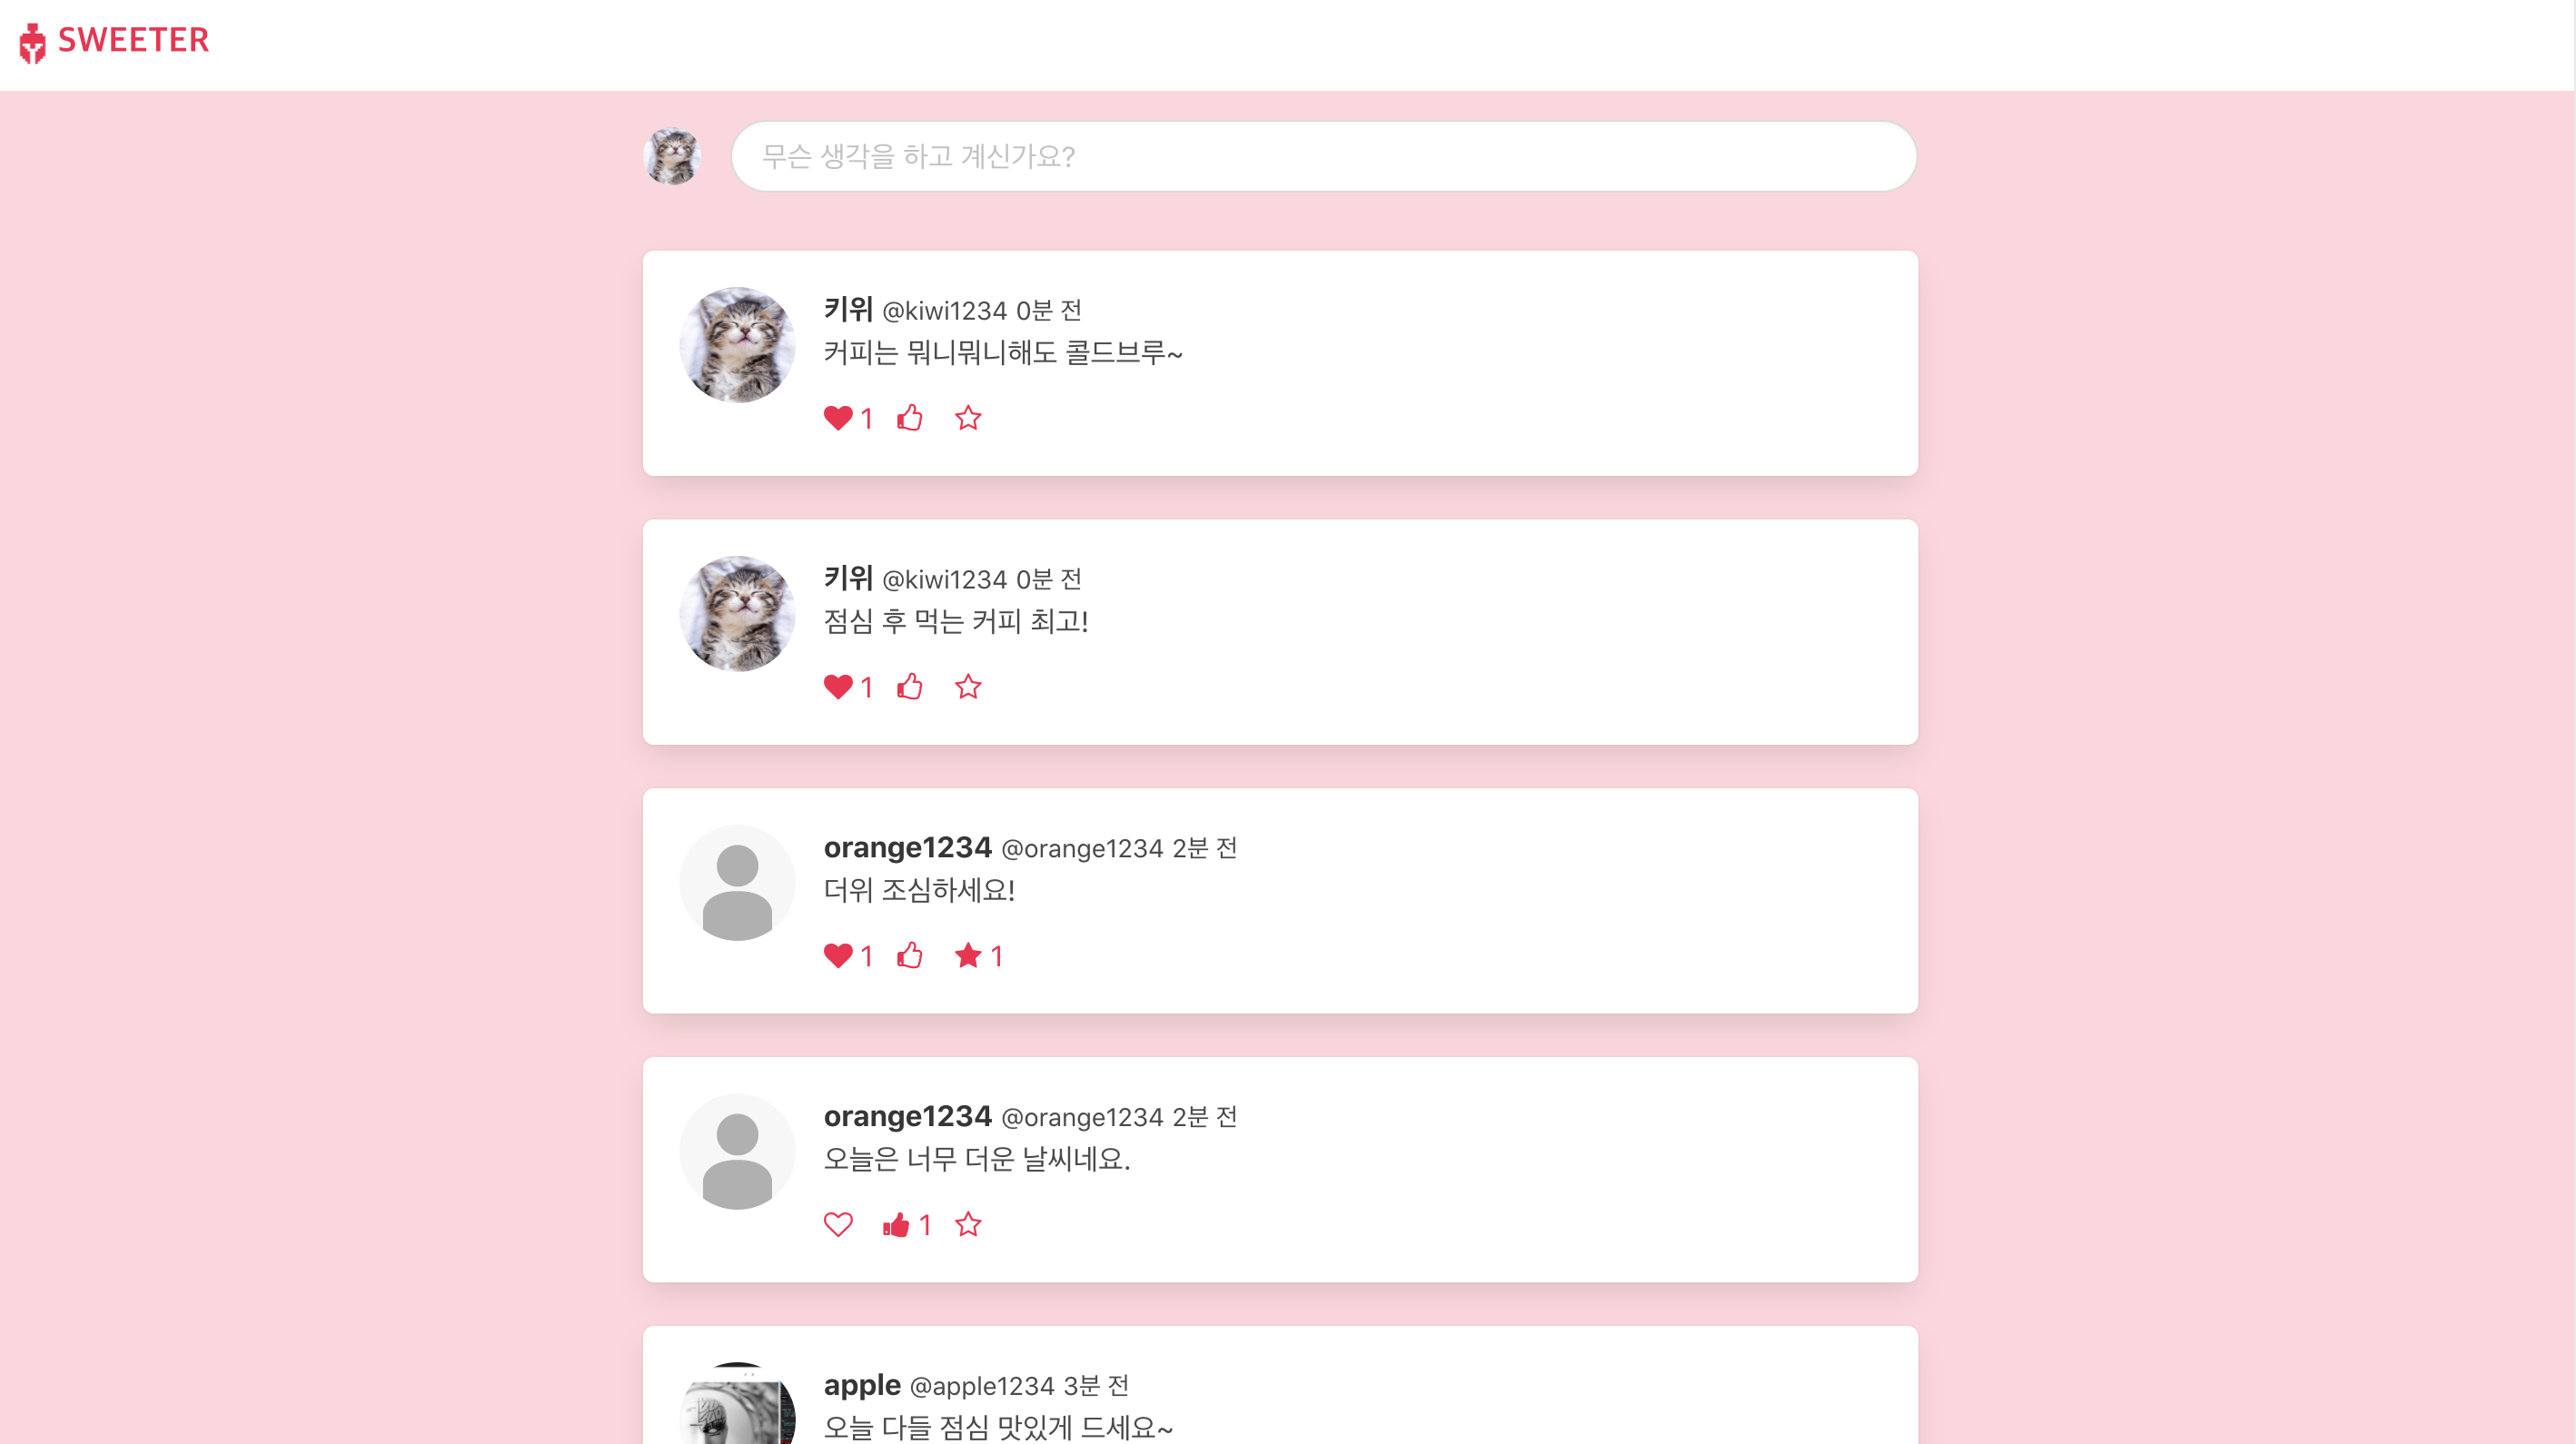 SWEETER
무슨 생각을 하고 계신가요?
키위 @kiwi1234 0분 전
커피는 뭐니뭐니해도 콜드브루~
1
키위 @kiwi1234 0분 전
점심 후 먹는 커피 최고!
1
orange1234 @orange1234 2분 전
더위 조심하세요!
1 1
orange1234 @orange1234 2분 전
오늘은 너무 더운 날씨네요.
1
apple @apple1234 3분 전
오늘 다들 점심 맛있게 드세요~